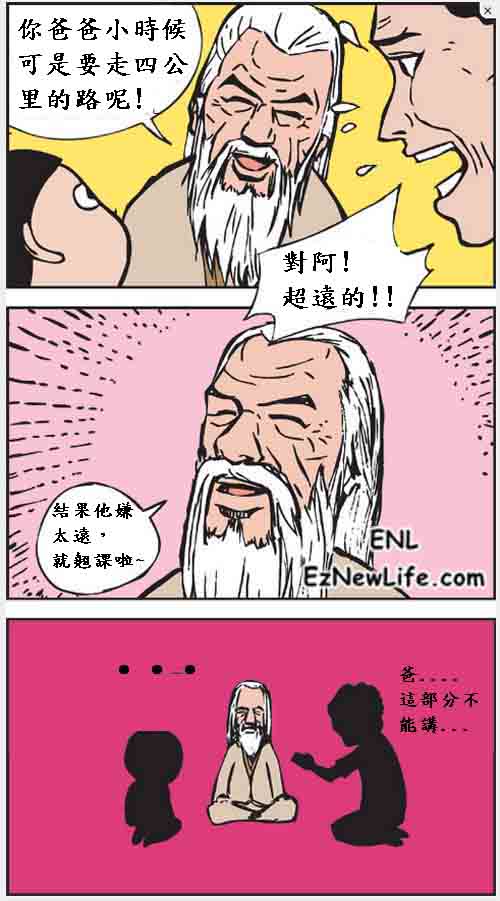 你爸爸小時候
可是要走四公
里的路呢!
對阿!
超遠的!!
結果他嫌
太遠，
就翹課啦~
ENL
EzNewLife.com
爸....
這部分不
能講...